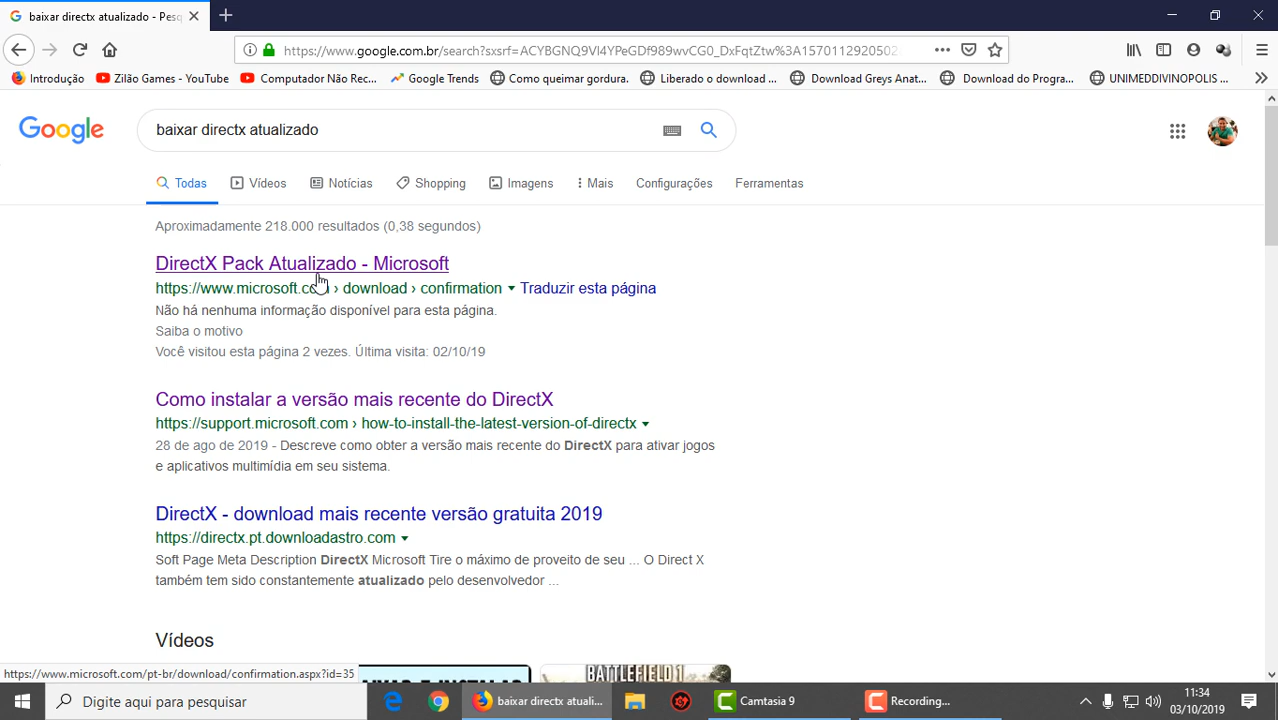 baixar directx atualizado - Pesq
https://www.google.com.br/search?sxsrf=ACYBGNQ9VI4YPeGDf989wvCG0_DxFqtZtw%3A1570112920502
Introdução
Zilão Games - YouTube
Computador Não Rec...
Google Trends
Como queimar gordura.
Liberado o download ...
Download Greys Anat...
Download do Progra...
UNIMEDDIVINOPOLIS ...
Google
baixar directx atualizado
Todas
Vídeos
Notícias
Shopping
Imagens
Mais
Configurações
Ferramentas
Aproximadamente 218.000 resultados (0,38 segundos)
DirectX Pack Atualizado - Microsoft
https://www.microsoft.com › download › confirmation Traduzir esta página
Não há nenhuma informação disponível para esta página.
Saiba o motivo
Você visitou esta página 2 vezes. Última visita: 02/10/19
Como instalar a versão mais recente do DirectX
https://support.microsoft.com › how-to-install-the-latest-version-of-directx
28 de ago de 2019 - Descreve como obter a versão mais recente do DirectX para ativar jogos
e aplicativos multimídia em seu sistema.
DirectX - download mais recente versão gratuita 2019
https://directx.pt.downloadastro.com
Soft Page Meta Description DirectX Microsoft Tire o máximo de proveito de seu ... O Direct X
também tem sido constantemente atualizado pelo desenvolvedor ...
Vídeos
BATTLEFIELD 1
https://www.microsoft.com/pt-br/download/confirmation.aspx?id=35
Digite aqui para pesquisar
baixar directx atuali...
Camtasia 9
Recording...
11:34
03/10/2019